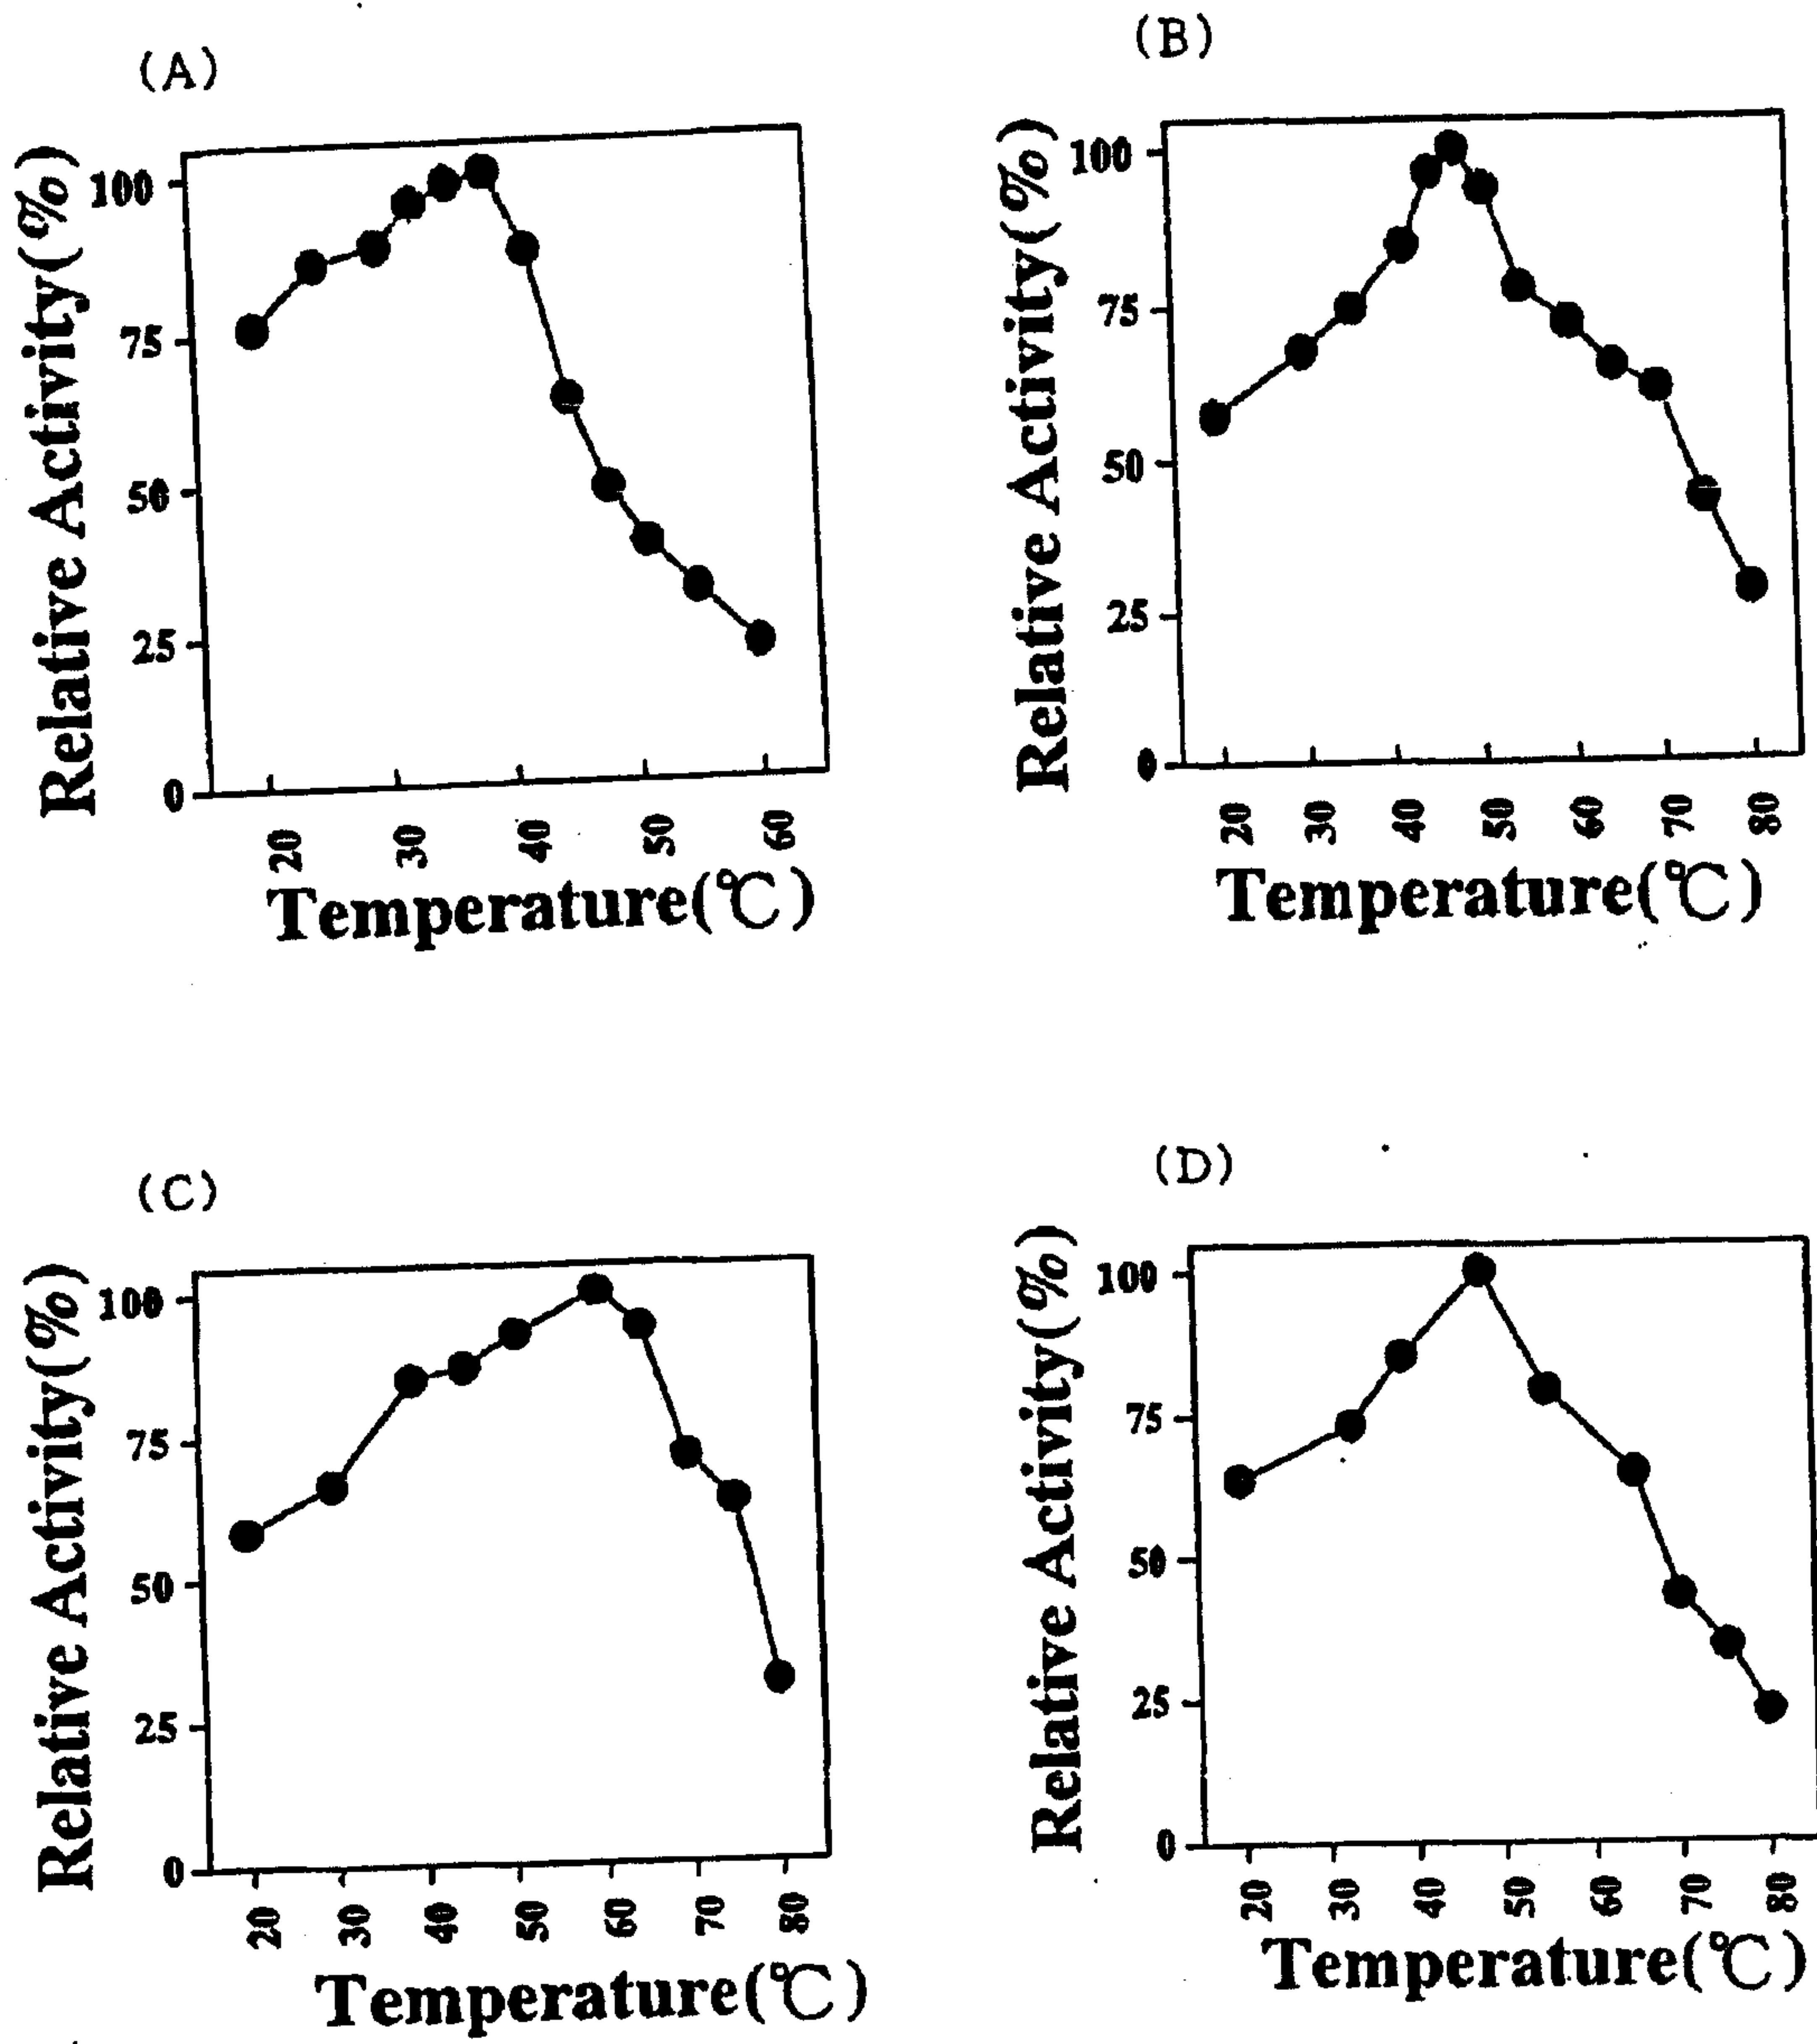 (A)
Relative Activity(%)
100
75
50
25
0
20 30 40 50 60
Temperature(℃)
(B)
Relative Activity(%)
100
75
50
25
0
20 30 40 50 60 70 80
Temperature(℃)
(C)
Relative Activity(%)
100
75
50
25
0
20 30 40 50 60 70 80
Temperature(℃)
(D)
Relative Activity(%)
100
75
50
25
0
20 30 40 50 60 70 80
Temperature(℃)